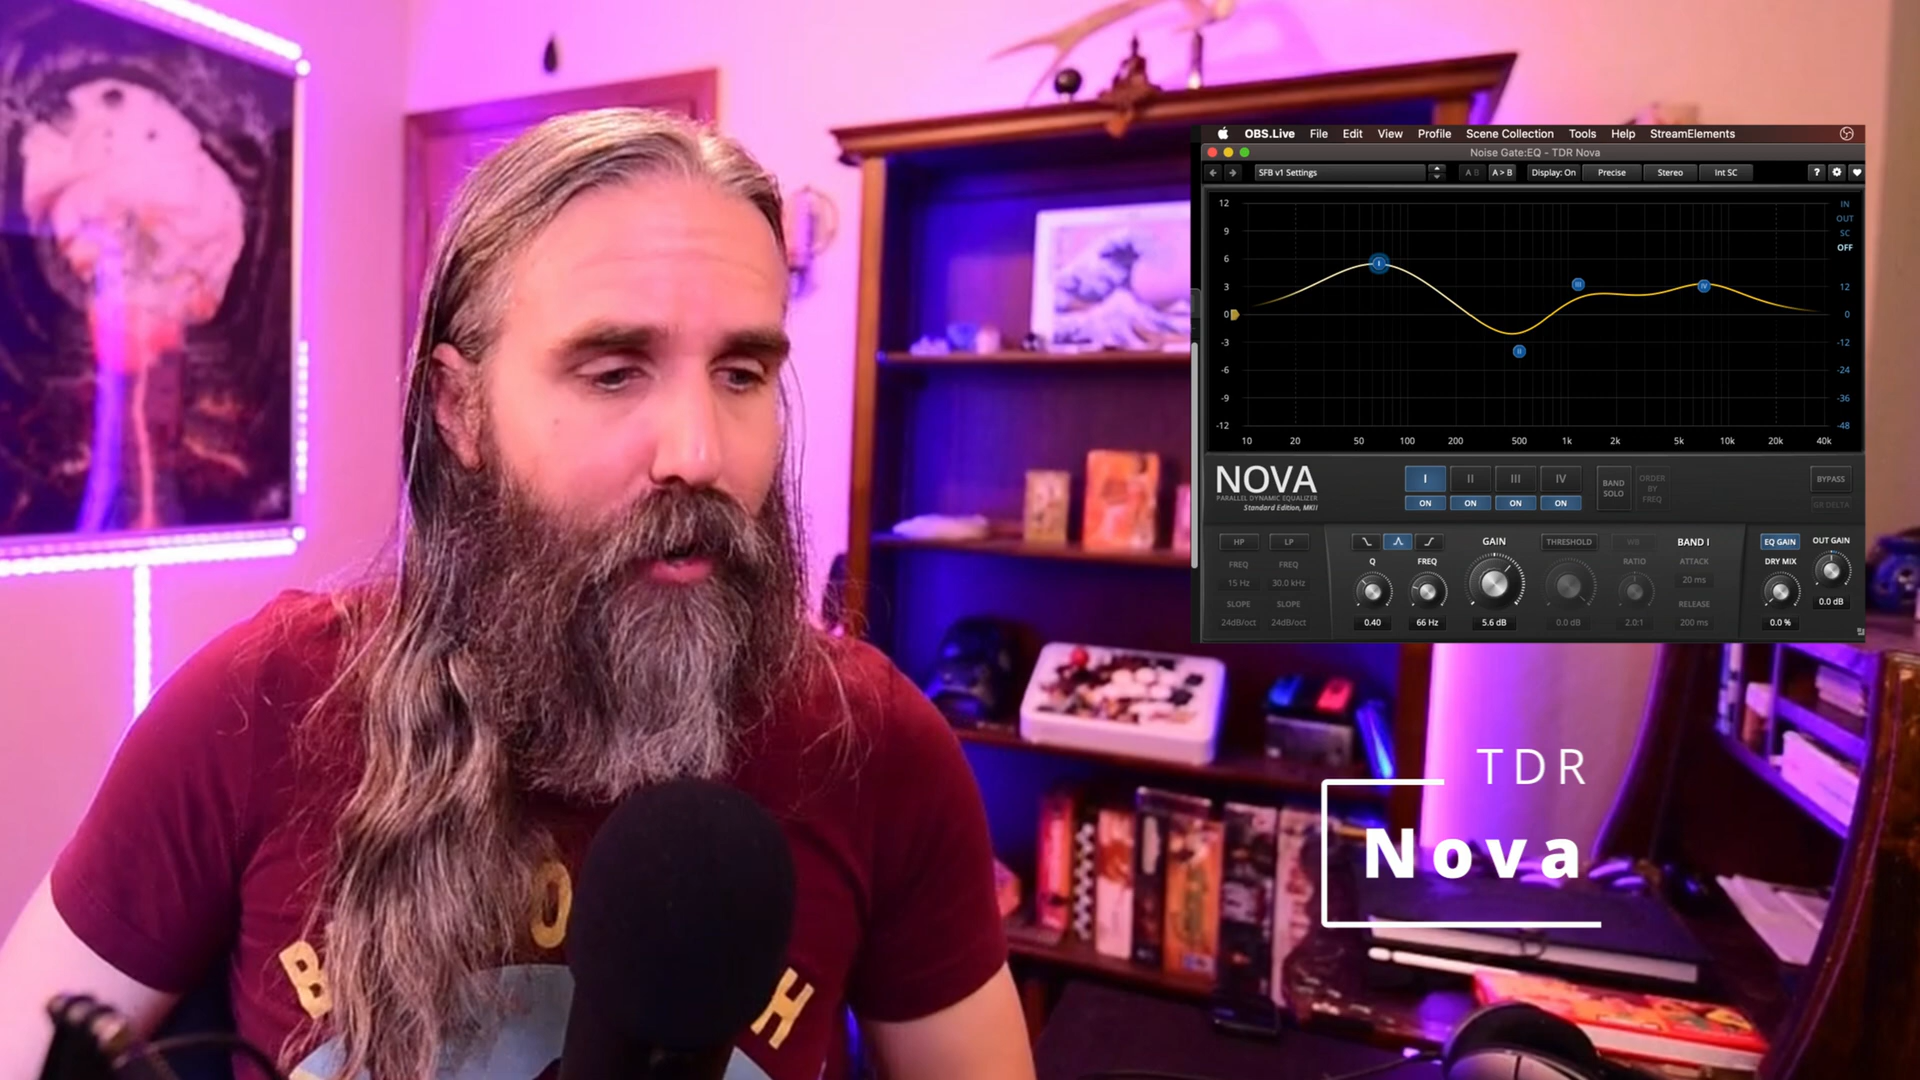 OBS.Live File Edit View Profile Scene Collection Tools Help StreamElements
Noise Gate:EQ - TDR Nova
SFB v1 Settings A B A > B Display: On Precise Stereo Int SC ?
12 IN
OUT
9 SC
OFF
6
3 12
0 0
-3 -12
-6 -24
-9 -36
-12 -48
10 20 50 100 200 500 1k 2k 5k 10k 20k 40k
I II III IV
NOVA
PARALLEL DYNAMIC EQUALIZER
Standard Edition, MKII
I II III IV
ON ON ON ON
BAND SOLO
ORDER BY FREQ
BYPASS
GR DELTA
HP LP GAIN THRESHOLD WB BAND I EQ GAIN OUT GAIN
FREQ FREQ Q FREQ RATIO ATTACK DRY MIX
15 Hz 30.0 kHz 20 ms
SLOPE SLOPE RELEASE 0.0 dB
24dB/oct 24dB/oct 0.40 66 Hz 5.6 dB 0.0 dB 2.0:1 200 ms 0.0 %
TDR
Nova